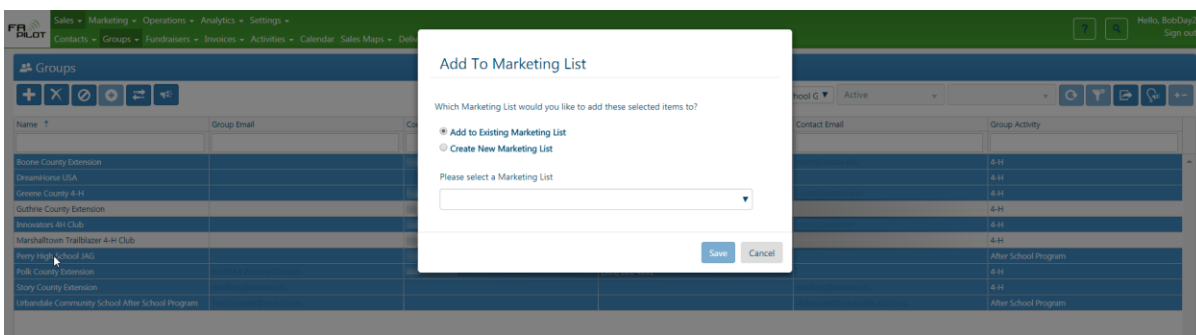 FR PILOT
Sales Marketing Operations Analytics Settings
Contacts Groups Fundraisers Invoices Activities Calendar Sales Maps
?
Hello, BobDay2
Sign out
Groups
Active
Name ↑ Group Email Contact Email Group Activity
Boone County Extension 4-H
DreamHorse USA 4-H
Greene County 4-H 4-H
Guthrie County Extension 4-H
Innovators 4H Club 4-H
Marshalltown Trailblazer 4-H Club 4-H
Perry High School JAG After School Program
Polk County Extension 4-H
Story County Extension 4-H
Urbandale Community School After School Program After School Program
Add To Marketing List
Which Marketing List would you like to add these selected items to?
Add to Existing Marketing List
Create New Marketing List
Please select a Marketing List
Save Cancel